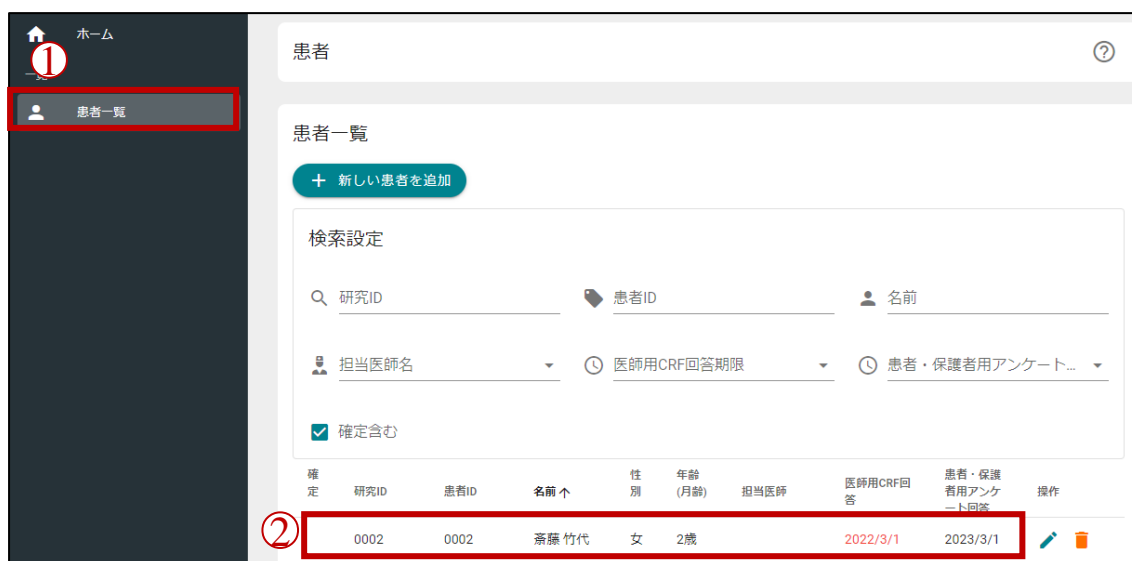 ホーム
①
一覧
患者一覧
患者
患者一覧
新しい患者を追加
検索設定
研究ID
患者ID
名前
担当医師名
医師用CRF回答期限
患者・保護者用アンケート...
確定含む
確
定
研究ID
患者ID
名前
性
別
年齢
(月齢)
担当医師
医師用CRF回
答
患者・保護
者用アンケ
ート回答
操作
②
0002
0002
斎藤 竹代
女
2歳
2022/3/1
2023/3/1